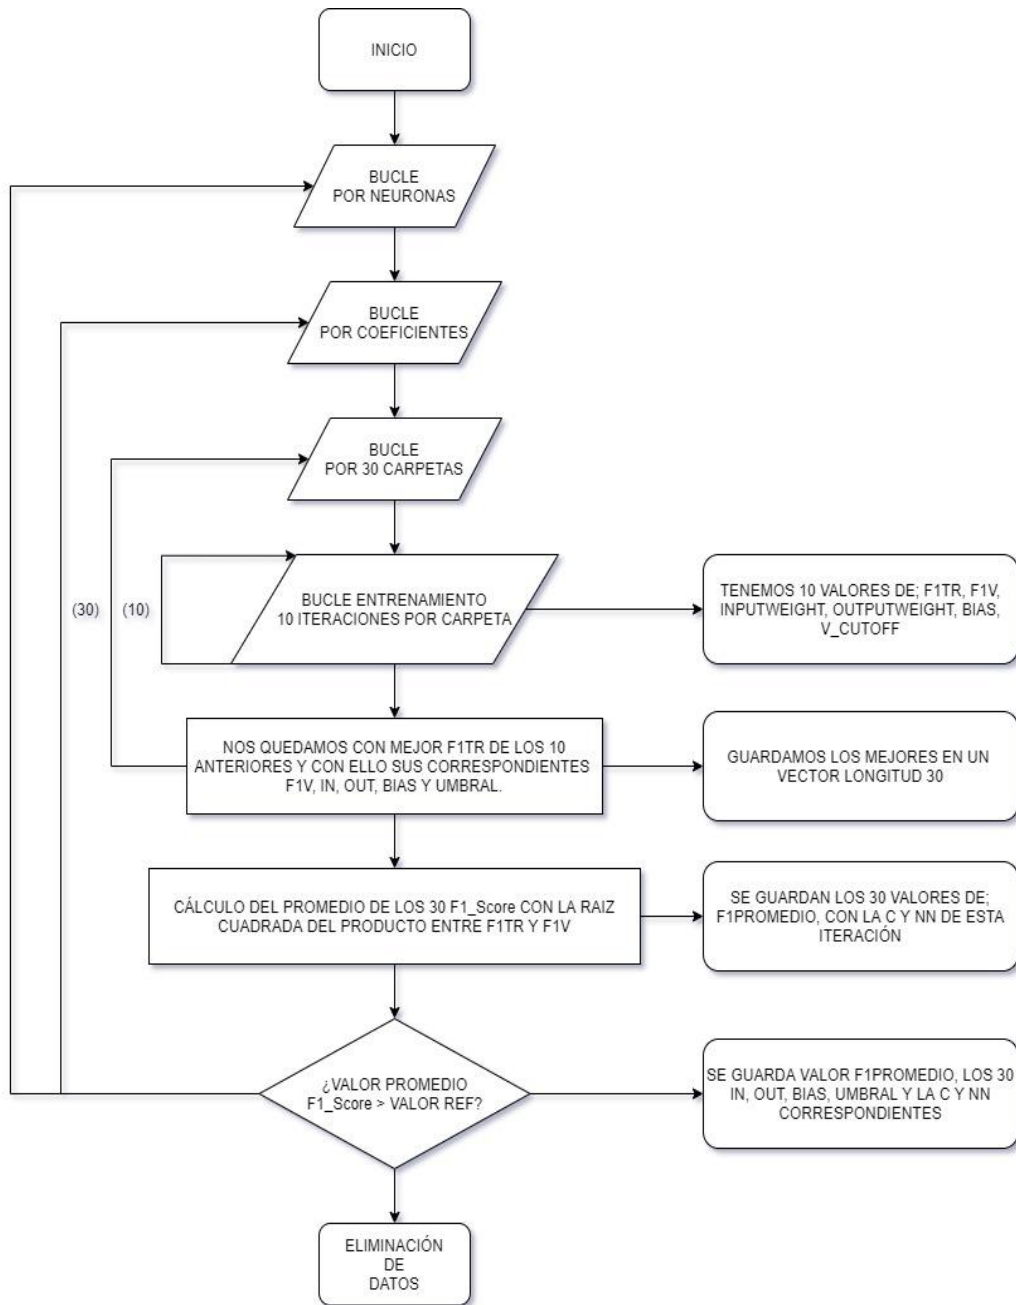 INICIO
BUCLE
POR NEURONAS
BUCLE
POR COEFICIENTES
BUCLE
POR 30 CARPETAS
(30)
(10)
BUCLE ENTRENAMIENTO
10 ITERACIONES POR CARPETA
TENEMOS 10 VALORES DE; F1TR, F1V,
INPUTWEIGHT, OUTPUTWEIGHT, BIAS,
V_CUTOFF
NOS QUEDAMOS CON MEJOR F1TR DE LOS 10
ANTERIORES Y CON ELLO SUS CORRESPONDIENTES
F1V, IN, OUT, BIAS Y UMBRAL.
GUARDAMOS LOS MEJORES EN UN
VECTOR LONGITUD 30
CÁLCULO DEL PROMEDIO DE LOS 30 F1_Score CON LA RAIZ
CUADRADA DEL PRODUCTO ENTRE F1TR Y F1V
SE GUARDAN LOS 30 VALORES DE;
F1PROMEDIO, CON LA C Y NN DE ESTA
ITERACIÓN
¿VALOR PROMEDIO
F1_Score > VALOR REF?
SE GUARDA VALOR F1PROMEDIO, LOS 30
IN, OUT, BIAS, UMBRAL Y LA C Y NN
CORRESPONDIENTES
ELIMINACIÓN
DE
DATOS